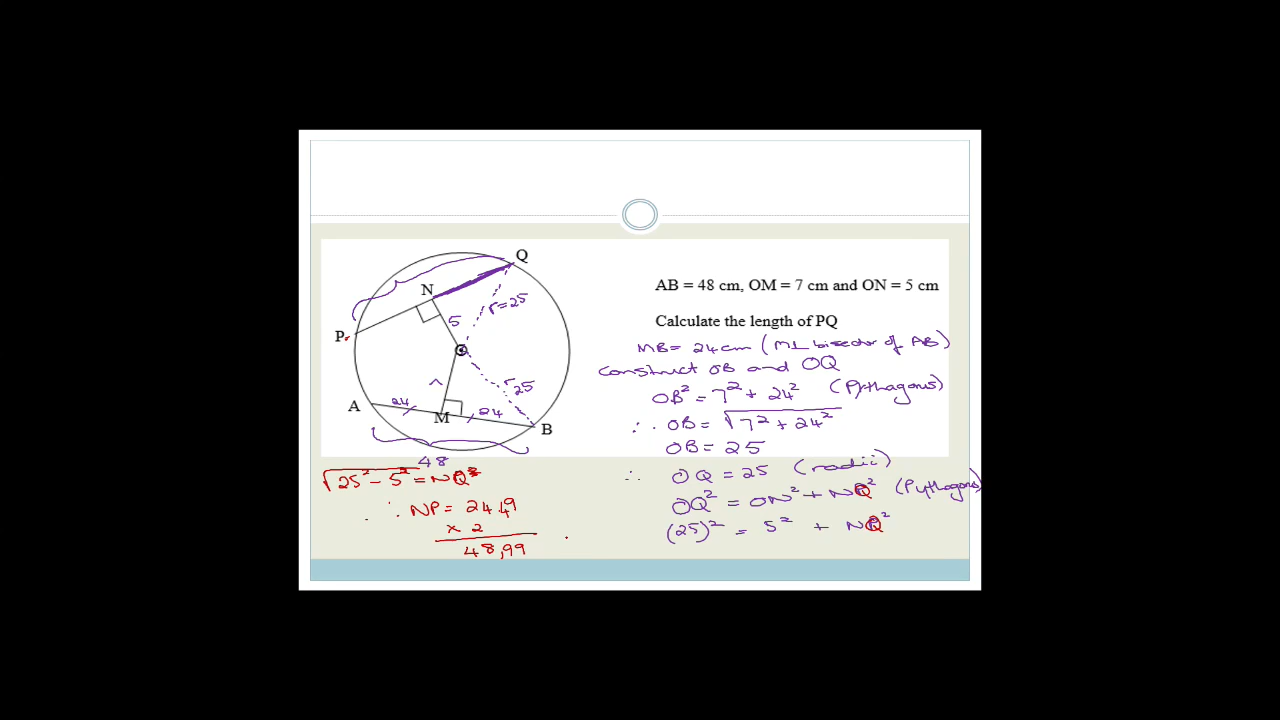 Q
N
P
5
r=25
O
7
r 25
A
24
M
24
B
48
AB = 48 cm, OM = 7 cm and ON = 5 cm
Calculate the length of PQ
MB = 24cm (M⊥ bisector of AB)
Construct OB and OQ
OB² = 7² + 24² (Pythagoras)
∴ OB = √7² + 24²
OB = 25
∴ OQ = 25 (radii)
OQ² = ON² + NQ² (Pythagoras)
(25)² = 5² + NQ²
√25² - 5² = NQ
∴ NP = 24,49
x 2
48,99